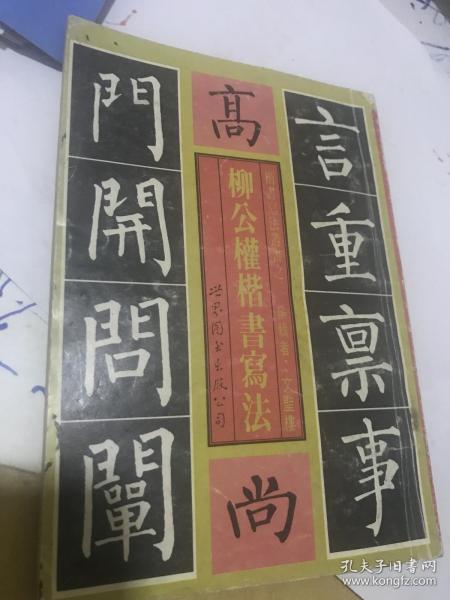 言重禀事
高
柳公權楷書寫法
世界图书出版公司
尚
門開問闡
孔夫子旧书网
www.kongfz.com